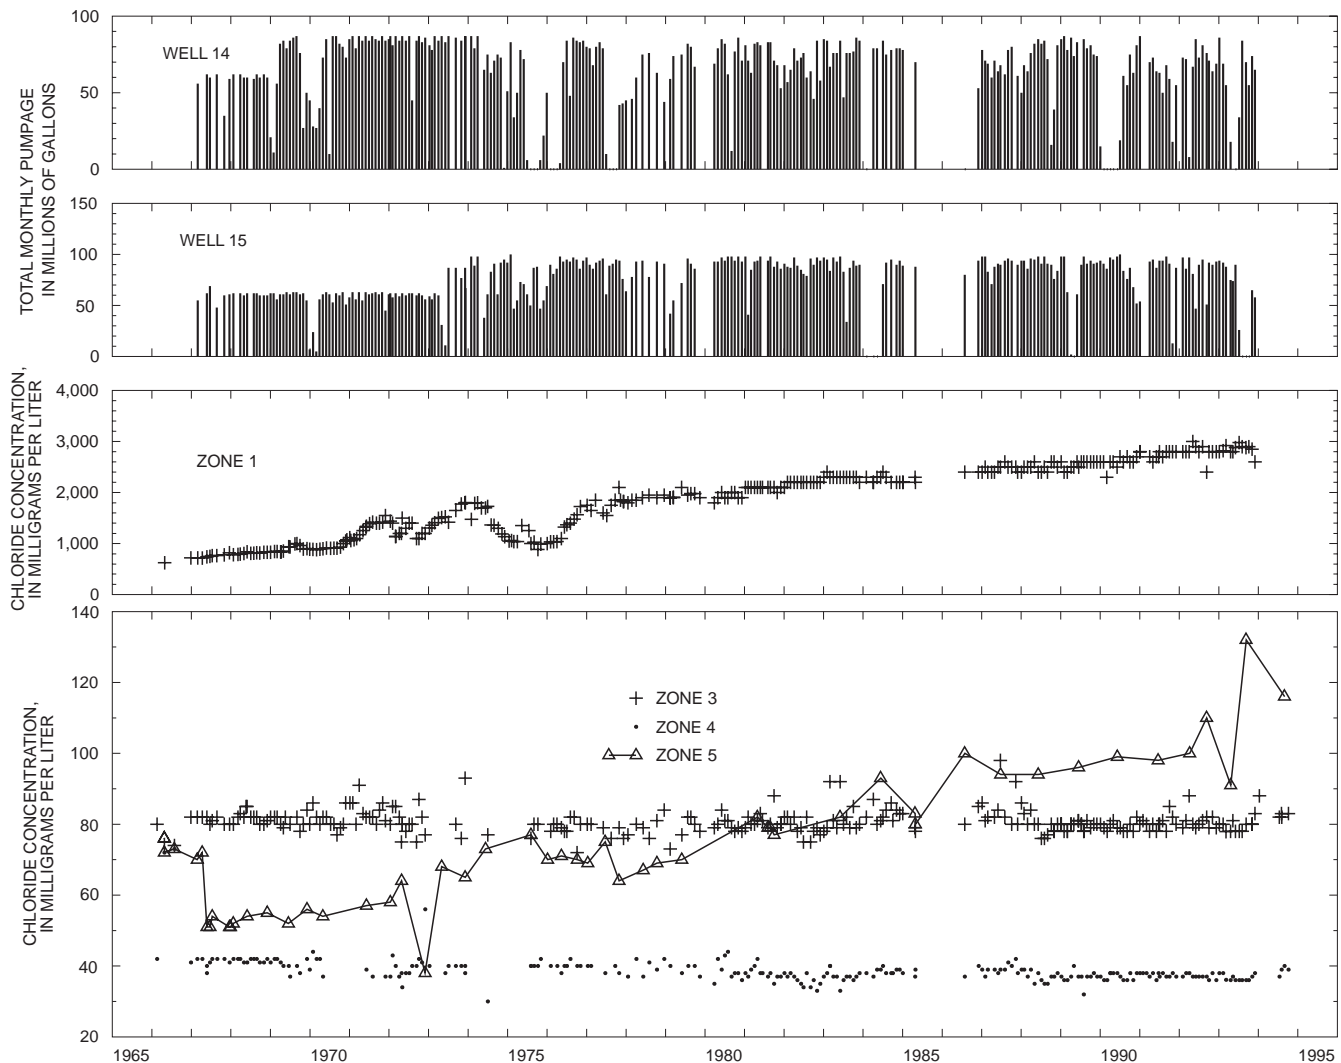 TOTAL MONTHLY PUMPAGE
IN MILLIONS OF GALLONS
100
50
0
WELL 14
150
100
50
0
WELL 15
CHLORIDE CONCENTRATION,
IN MILLIGRAMS PER LITER
4,000
3,000
2,000
1,000
0
ZONE 1
CHLORIDE CONCENTRATION,
IN MILLIGRAMS PER LITER
140
120
100
80
60
40
20
ZONE 3
ZONE 4
ZONE 5
1965 1970 1975 1980 1985 1990 1995